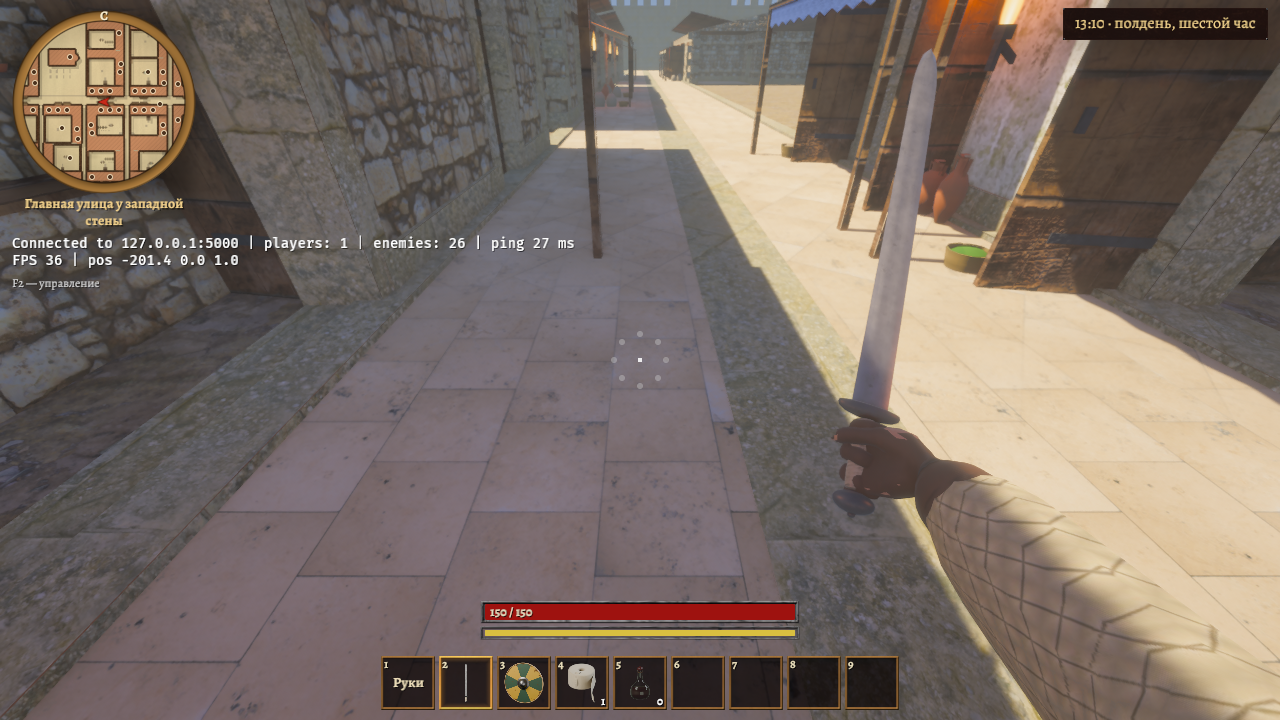 С
13:10 · полдень, шестой час
Главная улица у западной
стены
Connected to 127.0.0.1:5000 | players: 1 | enemies: 26 | ping 27 ms
FPS 36 | pos -201.4 0.0 1.0
F2 — управление
150 / 150
1 2 3 4 5 6 7 8 9
Руки
1 0